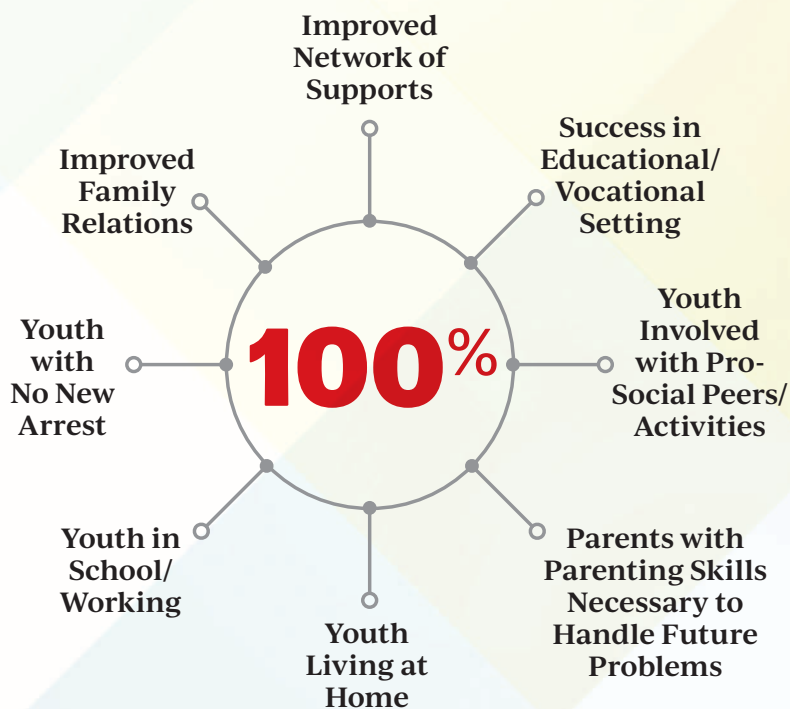 Improved
Network of
Supports
Success in
Educational/
Vocational
Setting
Youth
Involved
with Pro-
Social Peers/
Activities
Parents with
Parenting Skills
Necessary to
Handle Future
Problems
Youth
Living at
Home
Youth in
School/
Working
Youth
with
No New
Arrest
Improved
Family
Relations
100%